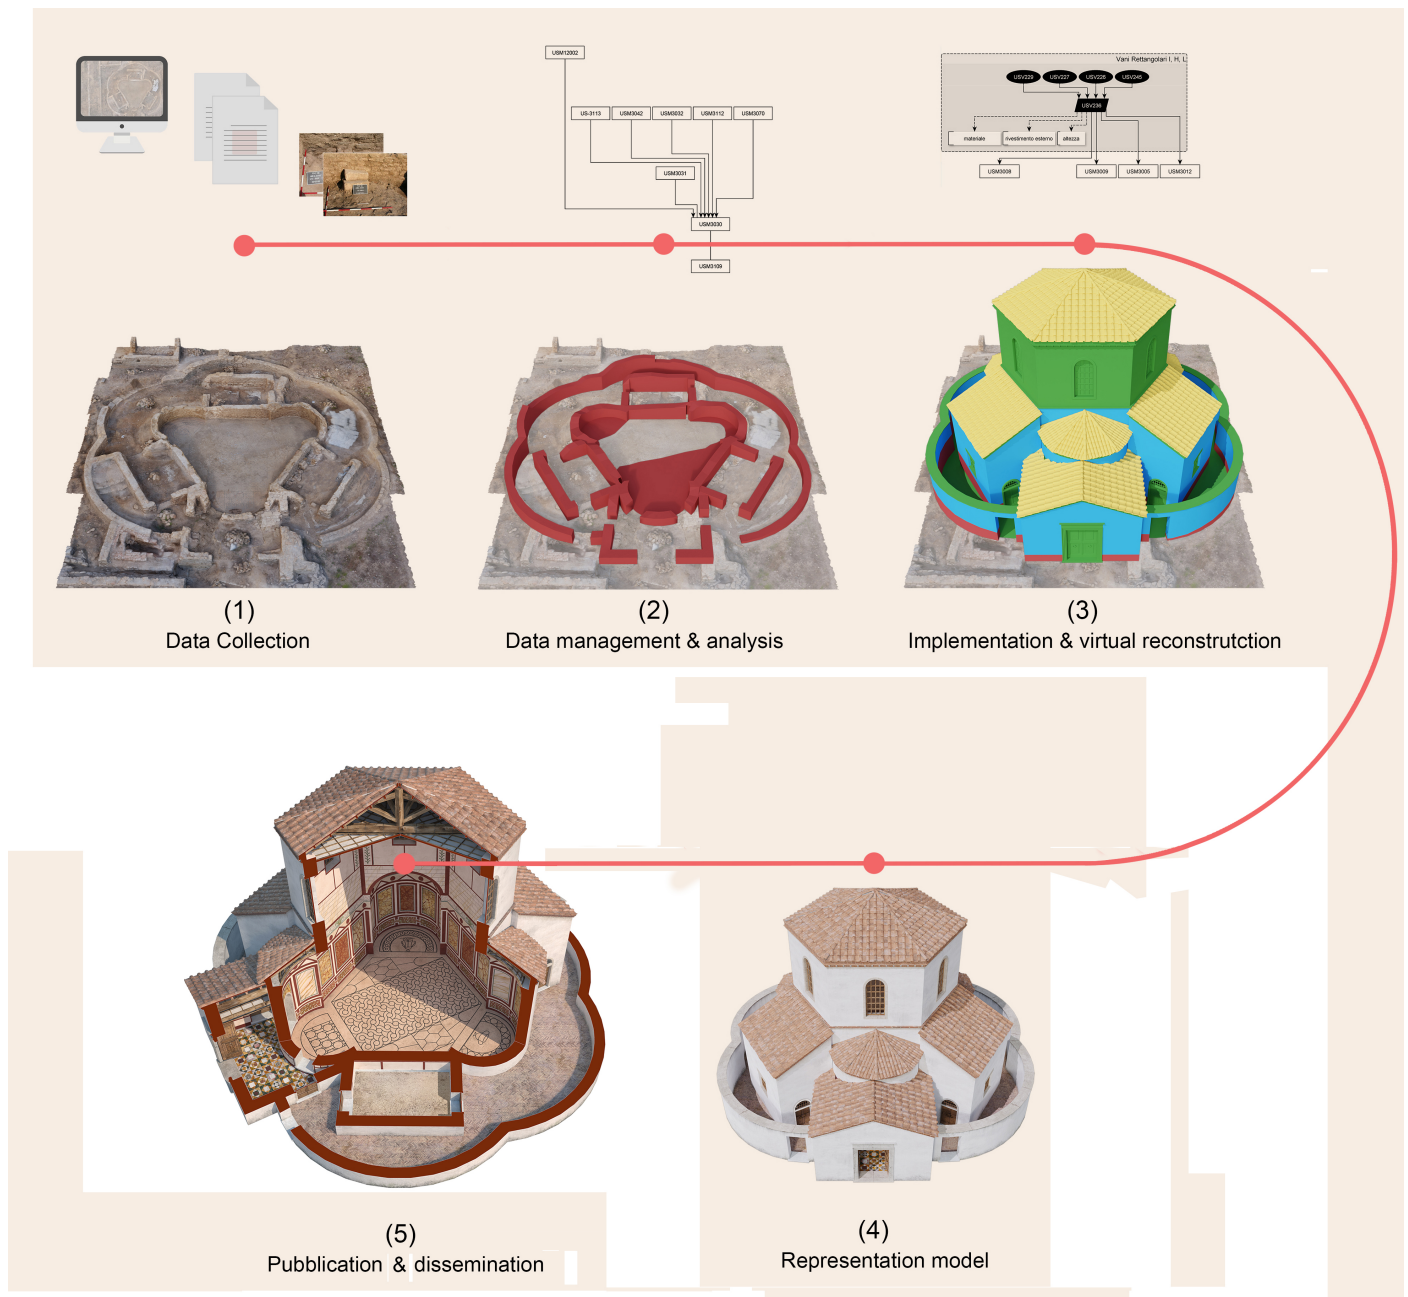 USM12002
US-3113 USM3042 USM3032 USM3112 USM3070
USM3031
USM3030
USM3109
Vani Rettangolari I, H, L
USV229 USV227 USV228 USV245
USV236
materiale rivestimento esterno altezza
USM3008 USM3009 USM3005 USM3012
(1)
Data Collection
(2)
Data management & analysis
(3)
Implementation & virtual reconstrutction
(5)
Pubblication & dissemination
(4)
Representation model